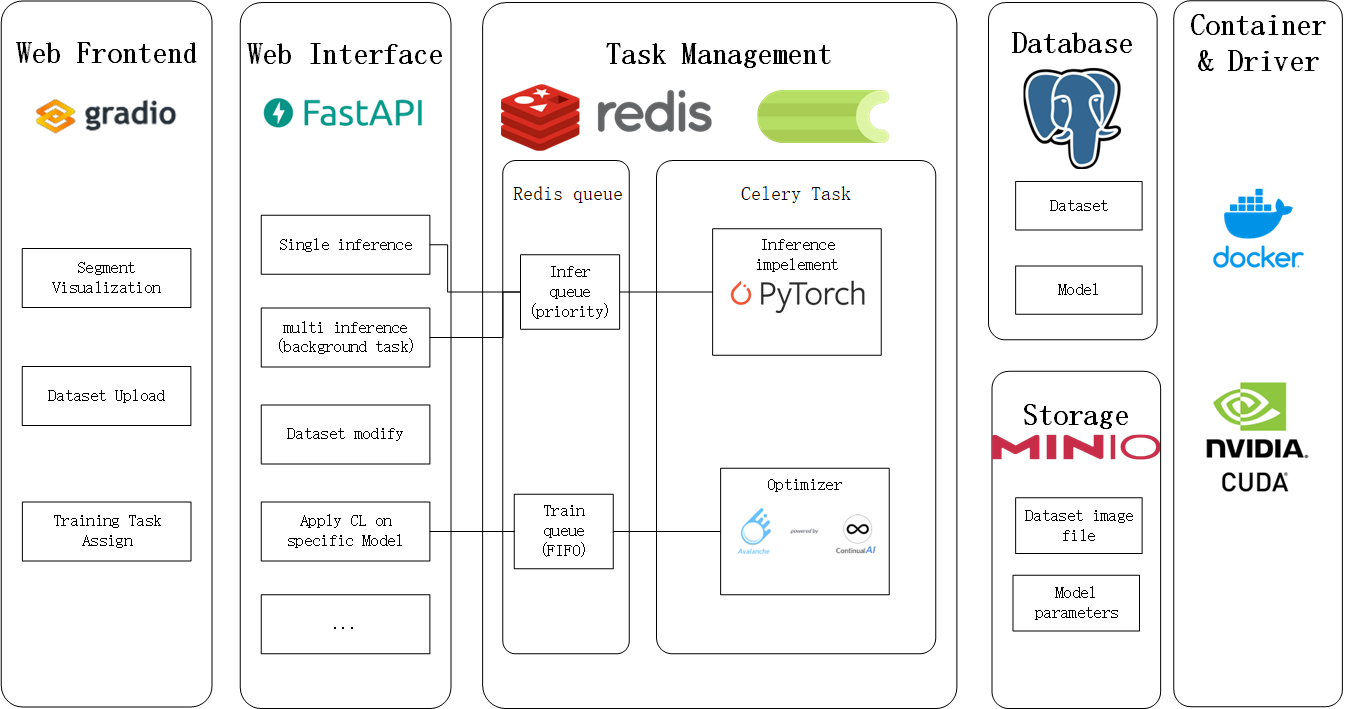 Web Frontend
gradio
Segment
Visualization
Dataset Upload
Training Task
Assign
Web Interface
FastAPI
Single inference
multi inference
(background task)
Dataset modify
Apply CL on
specific Model
...
Task Management
redis
Redis queue
Infer
queue
(priority)
Train
queue
(FIFO)
Celery Task
Inference
impelement
PyTorch
Optimizer
Avalanche
powered by
ContinualAI
Database
Dataset
Model
Storage
MINIO
Dataset image
file
Model
parameters
Container
& Driver
docker
NVIDIA.
CUDA